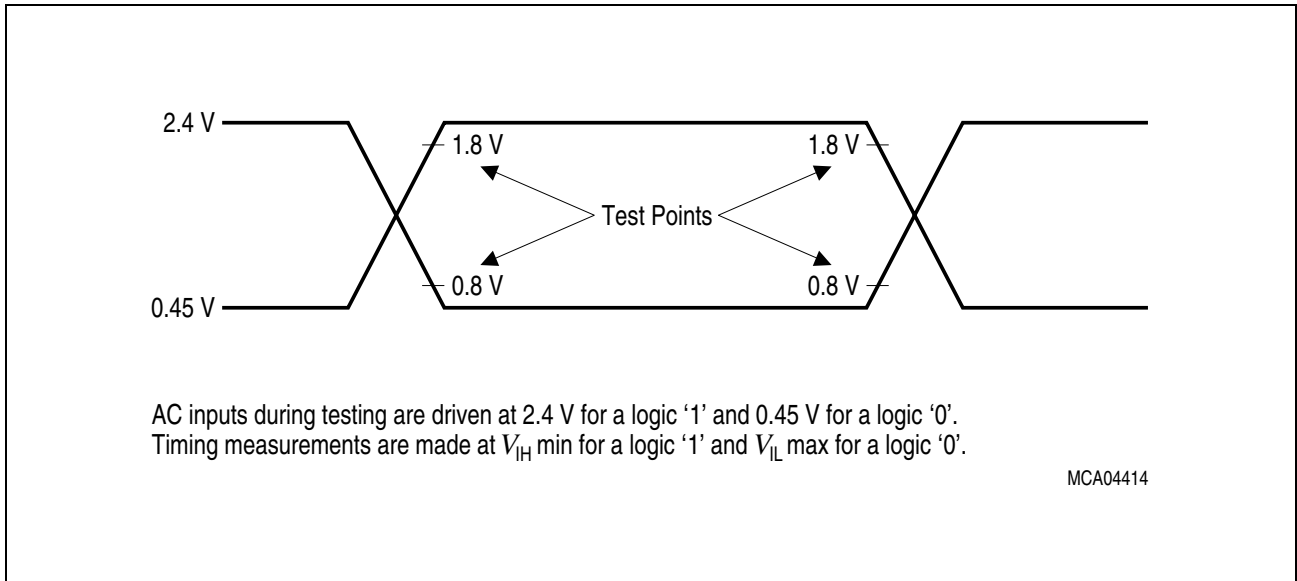 2.4 V
1.8 V 1.8 V
Test Points
0.8 V 0.8 V
0.45 V
AC inputs during testing are driven at 2.4 V for a logic ‘1’ and 0.45 V for a logic ‘0’.
Timing measurements are made at VIH min for a logic ‘1’ and VIL max for a logic ‘0’.
MCA04414